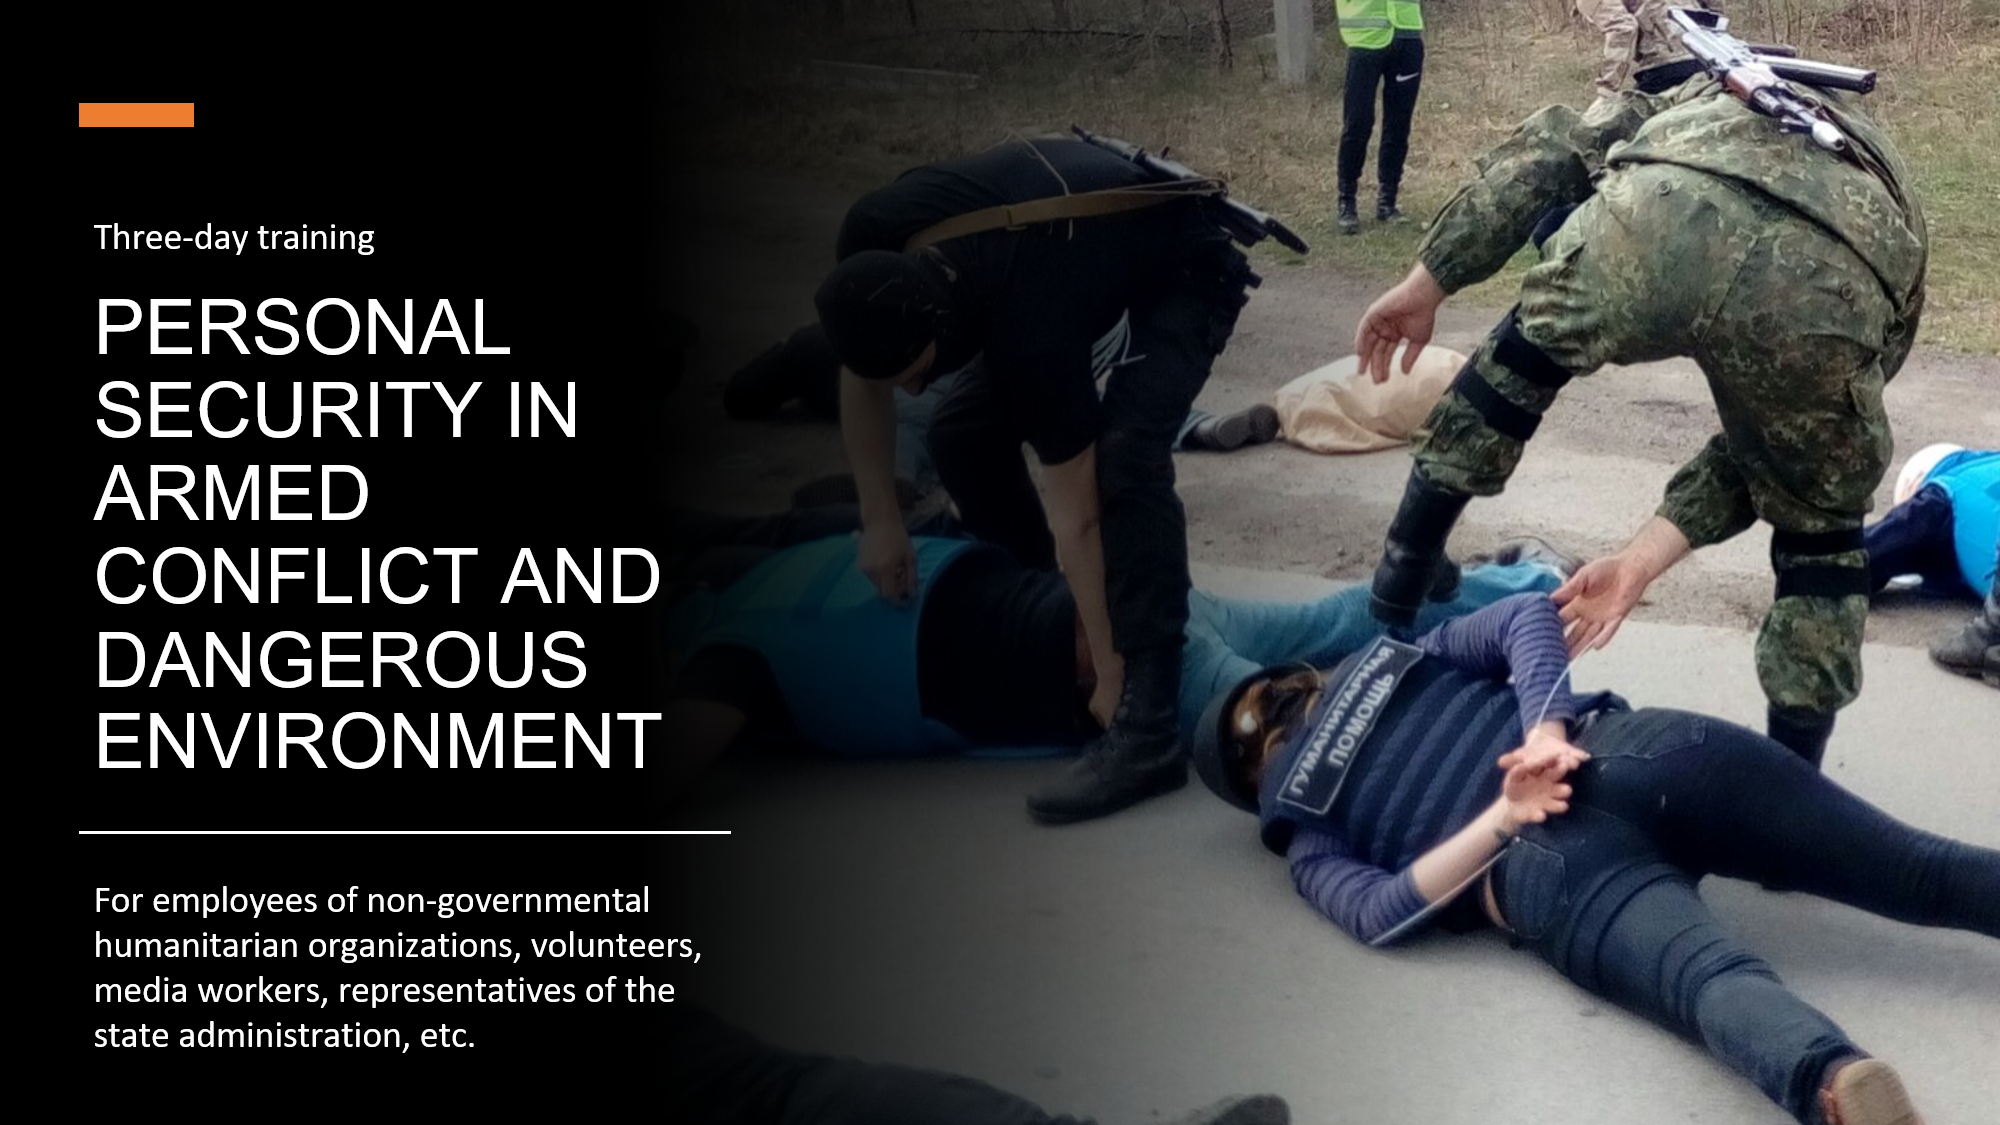 Three-day training
PERSONAL
SECURITY IN
ARMED
CONFLICT AND
DANGEROUS
ENVIRONMENT
For employees of non-governmental
humanitarian organizations, volunteers,
media workers, representatives of the
state administration, etc.
ГУМАНИТАРНАЯ
ПОМОЩЬ